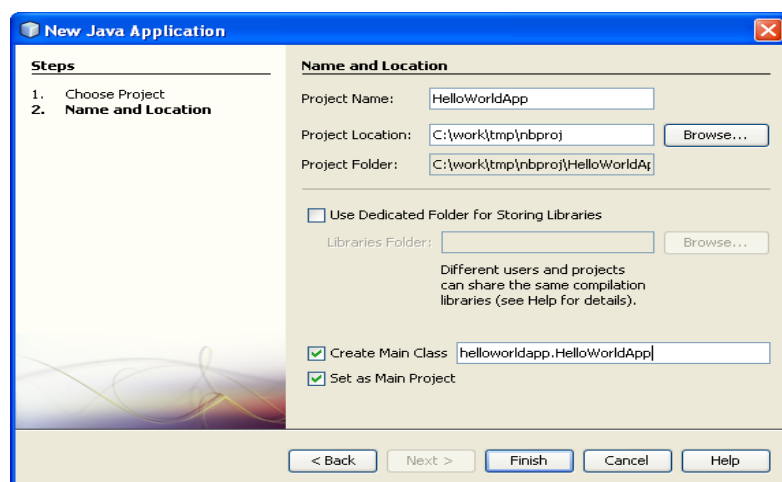 New Java Application
Steps
1. Choose Project
2. Name and Location
Name and Location
Project Name: HelloWorldApp
Project Location: C:\work\tmp\nbproj Browse...
Project Folder: C:\work\tmp\nbproj\HelloWorldAp
Use Dedicated Folder for Storing Libraries
Libraries Folder: Browse...
Different users and projects
can share the same compilation
libraries (see Help for details).
Create Main Class helloworldapp.HelloWorldApp
Set as Main Project
< Back Next > Finish Cancel Help